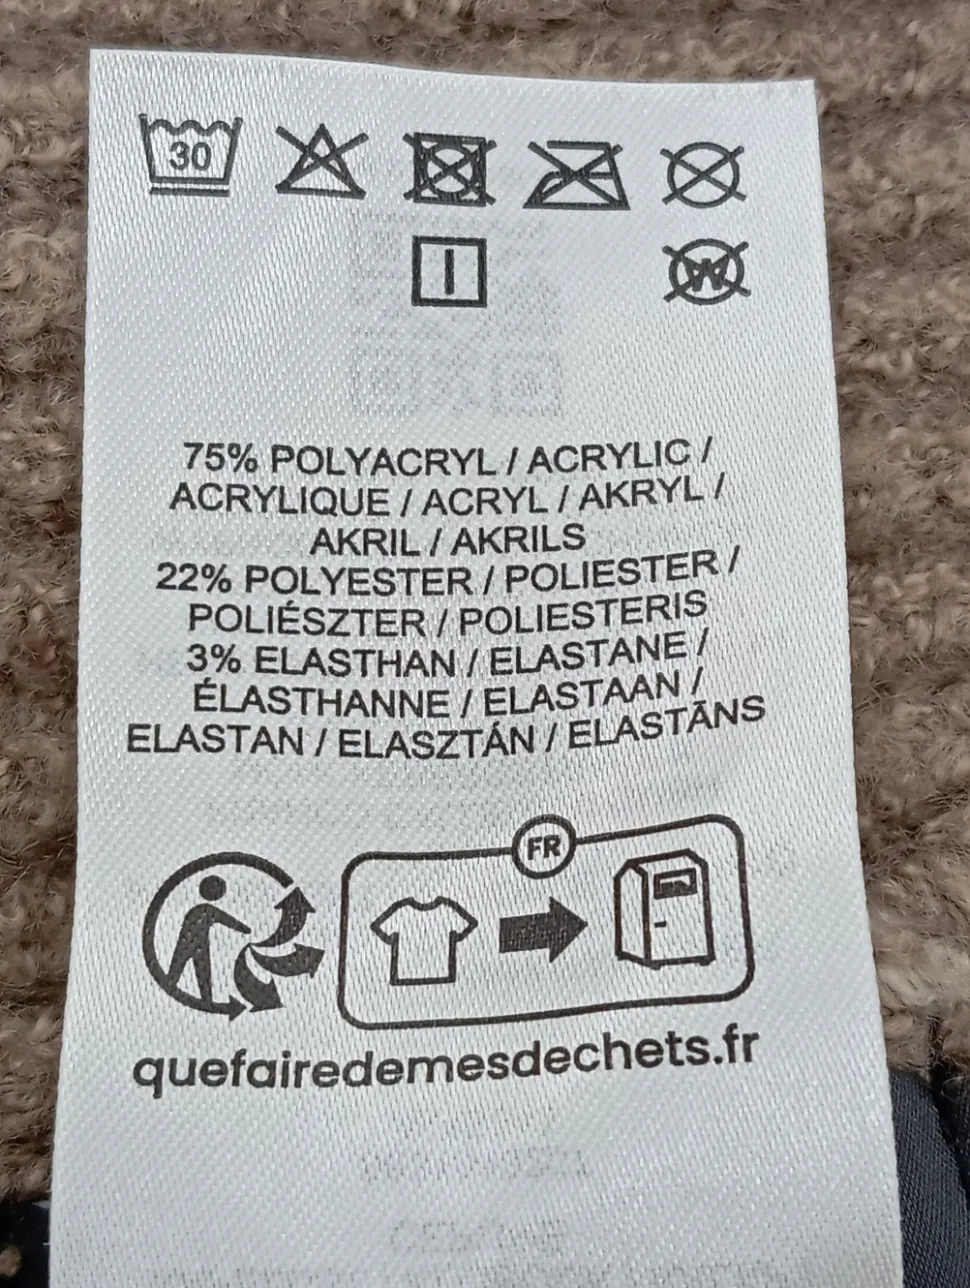 30
W
75% POLYACRYL / ACRYLIC /
ACRYLIQUE / ACRYL / AKRYL /
AKRIL / AKRILS
22% POLYESTER / POLIESTER /
POLIÉSZTER / POLIESTERIS
3% ELASTHAN / ELASTANE /
ÉLASTHANNE / ELASTAAN /
ELASTAN / ELASZTÁN / ELASTĀNS
FR
quefairedemesdechets.fr